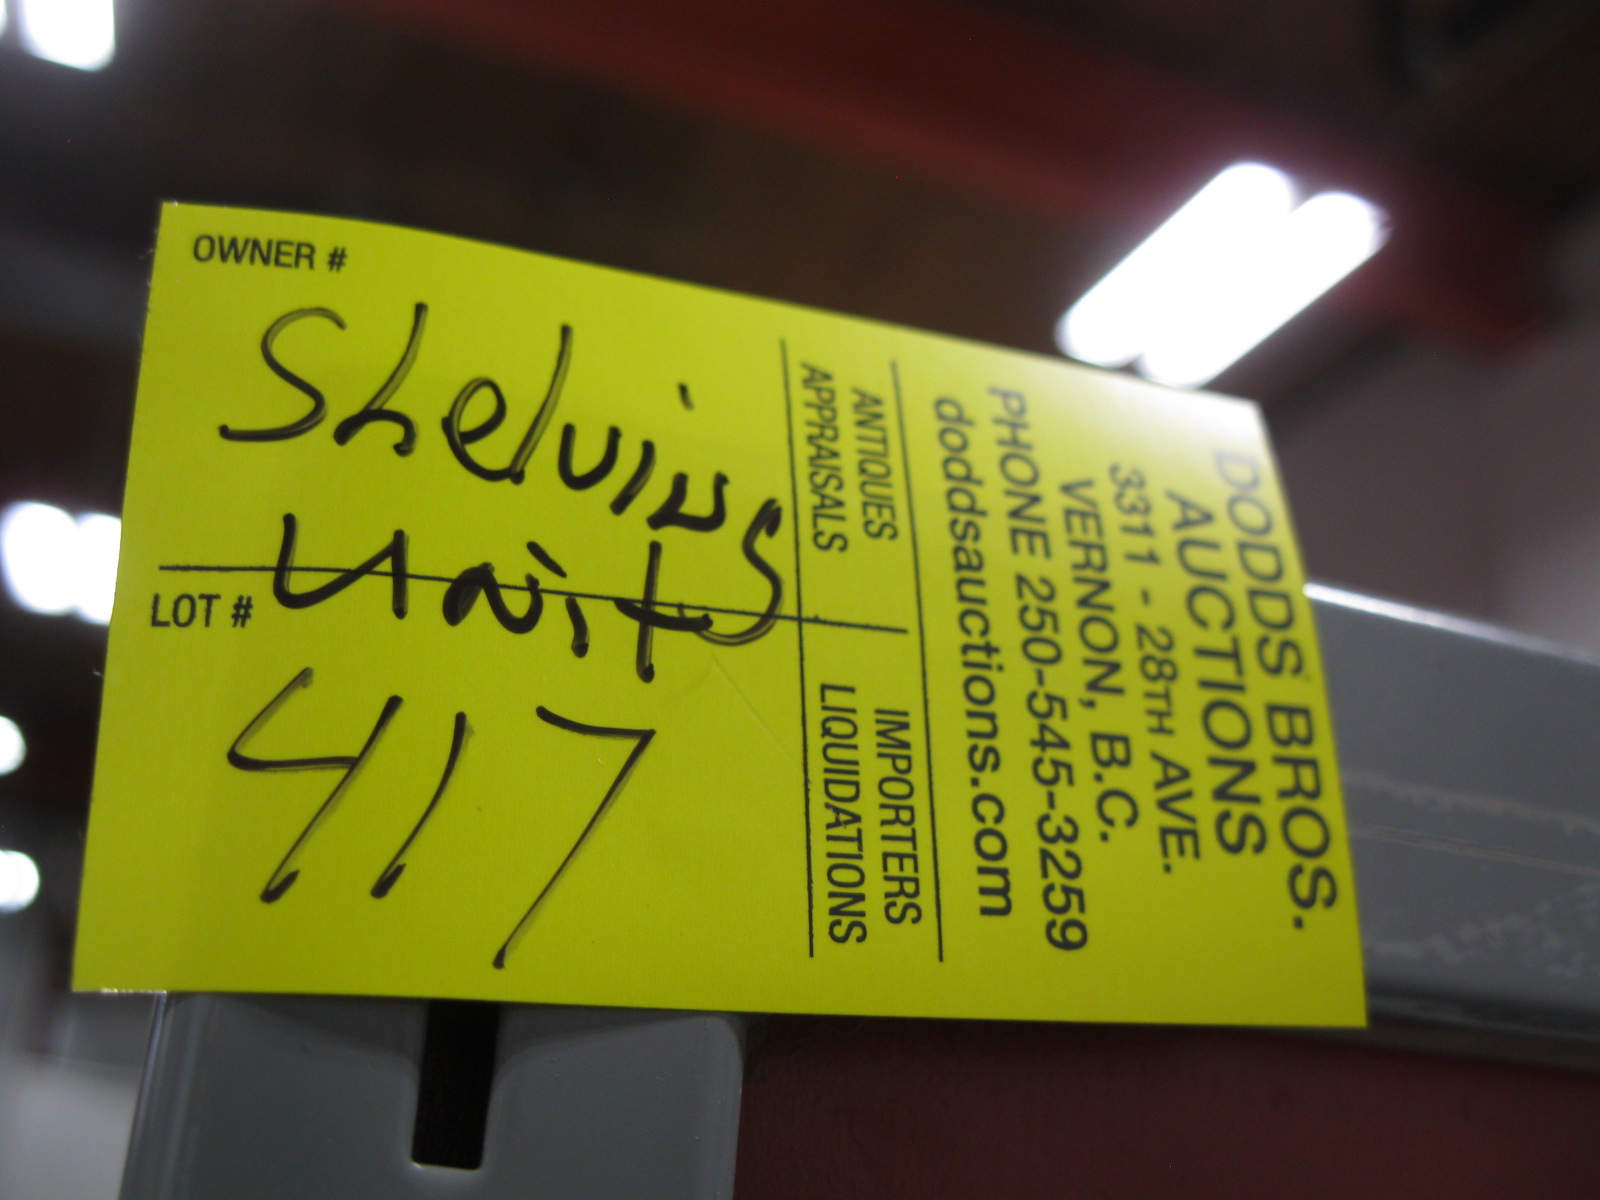 OWNER #
Shelving
units
LOT #
417
DODDS BROS.
AUCTIONS
3311 - 28TH AVE.
VERNON, B.C.
PHONE 250-545-3259
doddsauctions.com
ANTIQUES IMPORTERS
APPRAISALS LIQUIDATIONS